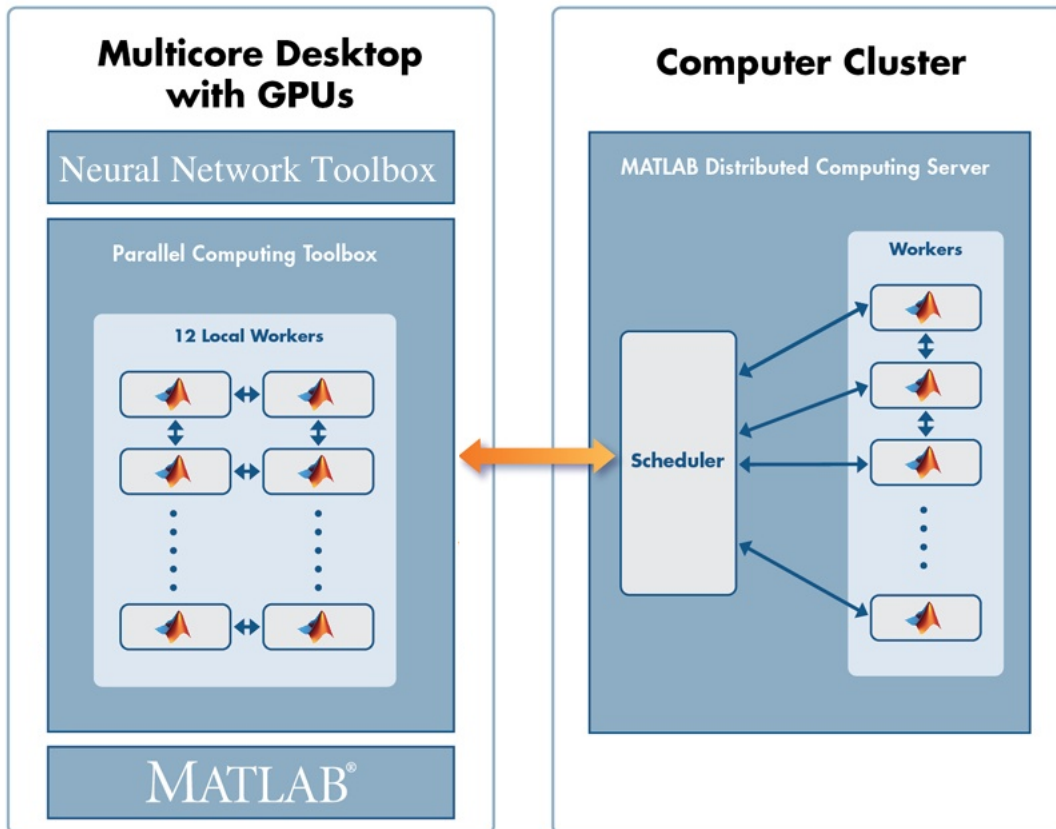 Multicore Desktop
with GPUs
Neural Network Toolbox
Parallel Computing Toolbox
12 Local Workers
MATLAB®
Computer Cluster
MATLAB Distributed Computing Server
Workers
Scheduler